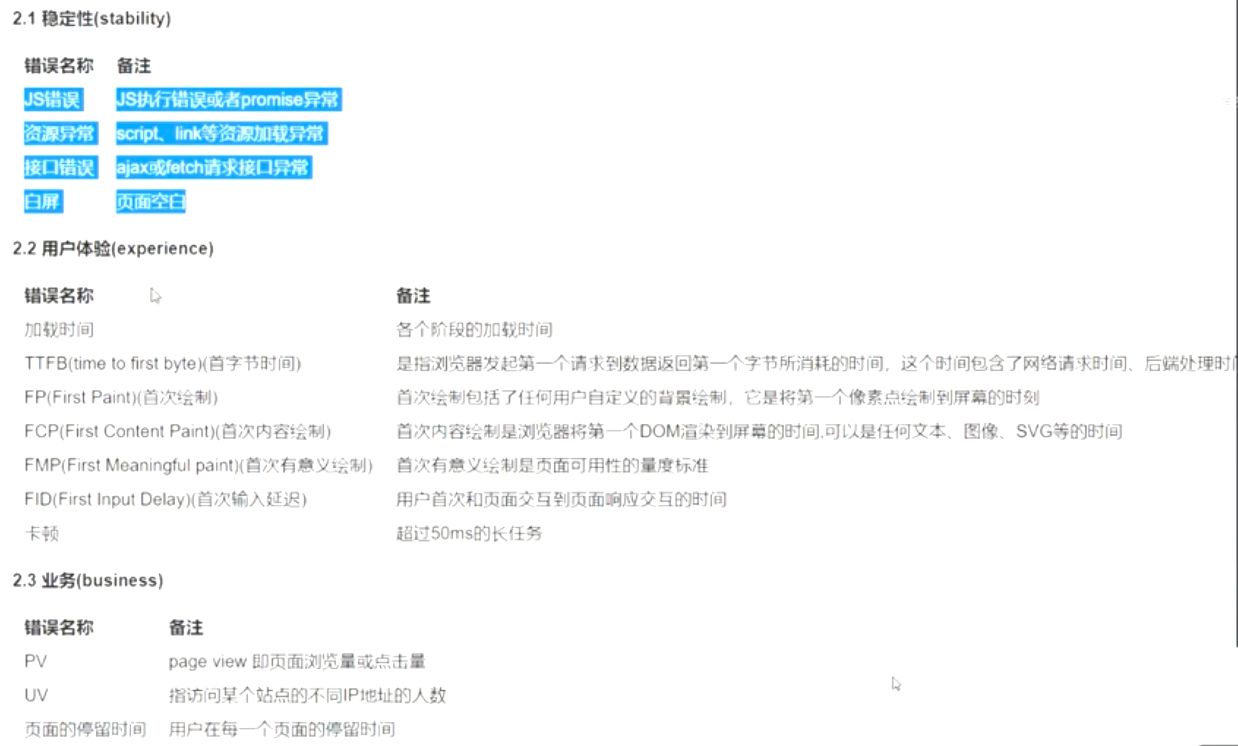 2.1 稳定性(stability)
错误名称 备注
JS错误 JS执行错误或者promise异常
资源异常 script、link等资源加载异常
接口错误 ajax或fetch请求接口异常
白屏 页面空白
2.2 用户体验(experience)
错误名称 备注
加载时间 各个阶段的加载时间
TTFB(time to first byte)(首字节时间) 是指浏览器发起第一个请求到数据返回第一个字节所消耗的时间，这个时间包含了网络请求时间、后端处理时
FP(First Paint)(首次绘制) 首次绘制包括了任何用户自定义的背景绘制，它是将第一个像素点绘制到屏幕的时刻
FCP(First Content Paint)(首次内容绘制) 首次内容绘制是浏览器将第一个DOM渲染到屏幕的时间,可以是任何文本、图像、SVG等的时间
FMP(First Meaningful paint)(首次有意义绘制) 首次有意义绘制是页面可用性的量度标准
FID(First Input Delay)(首次输入延迟) 用户首次和页面交互到页面响应交互的时间
卡顿 超过50ms的长任务
2.3 业务(business)
错误名称 备注
PV page view 即页面浏览量或点击量
UV 指访问某个站点的不同IP地址的人数
页面的停留时间 用户在每一个页面的停留时间